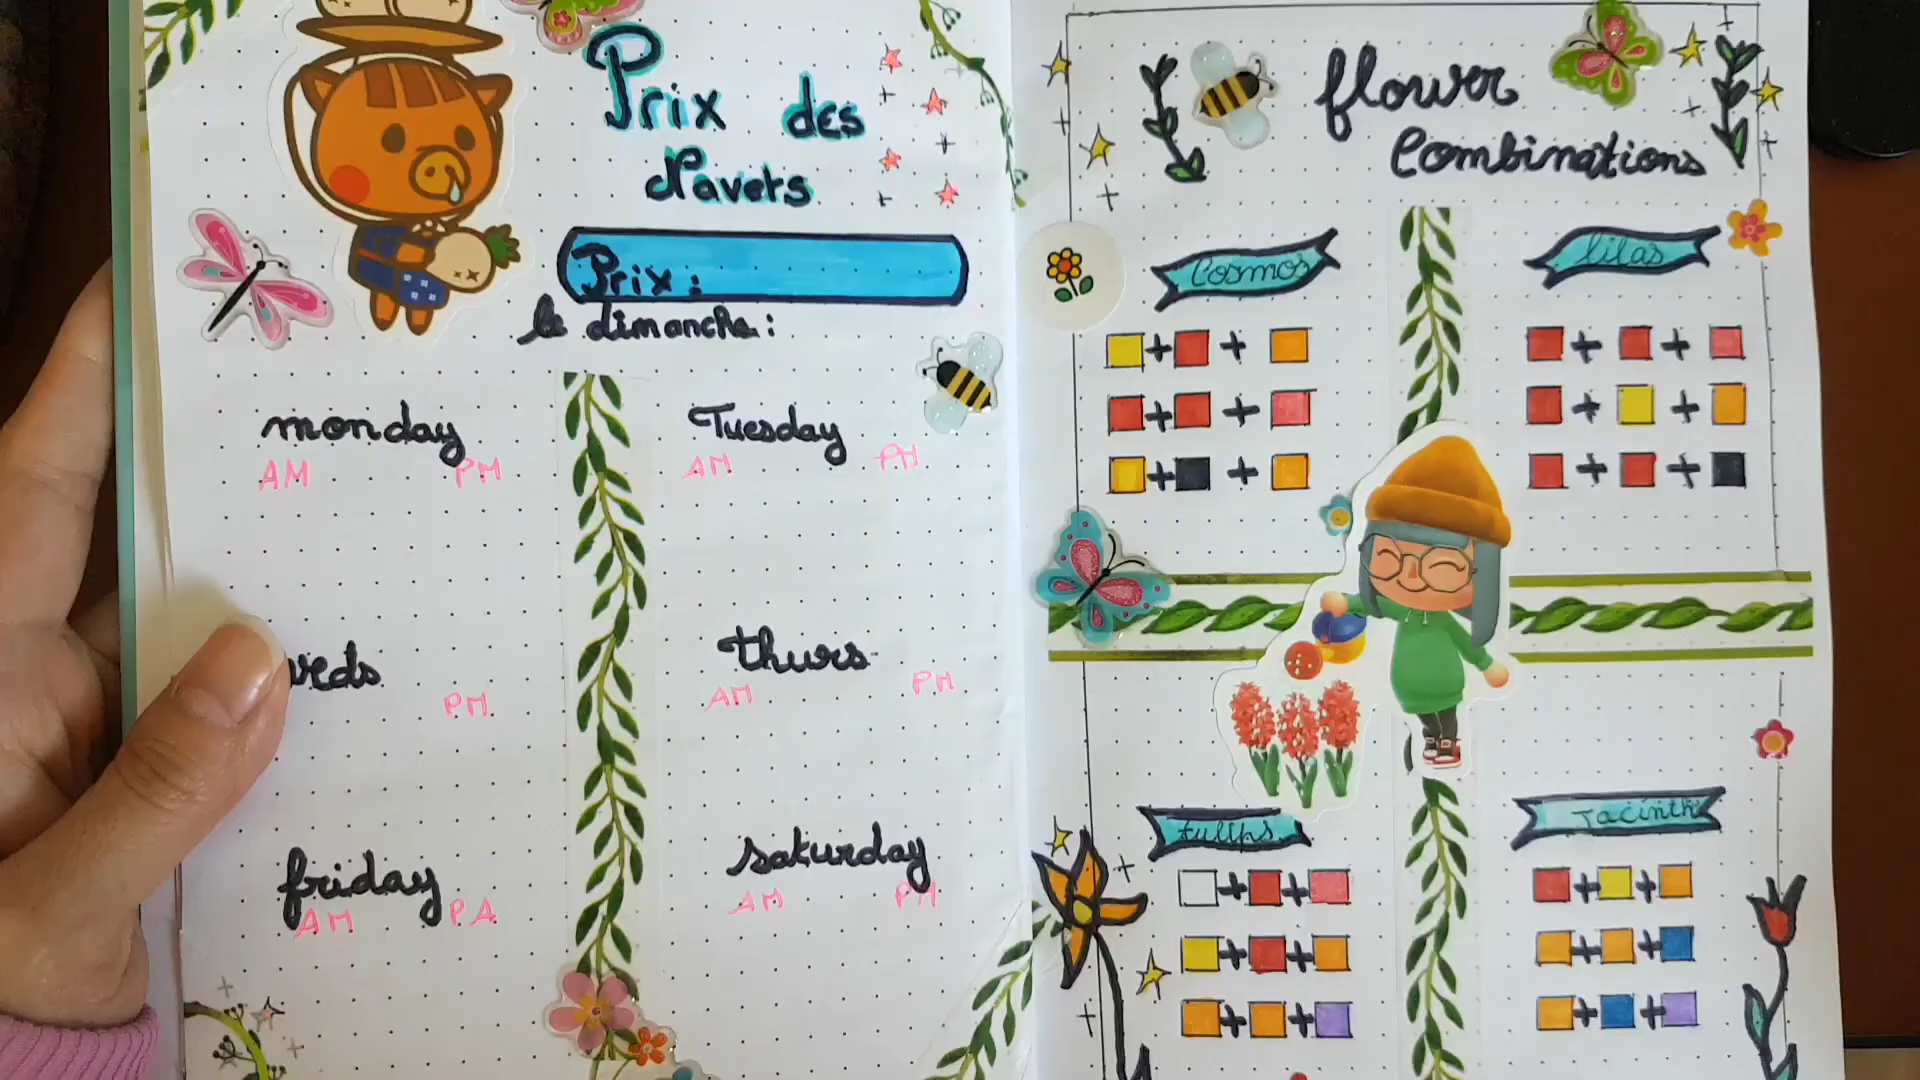 Prix des
Navets
Prix :
le dimanche :
monday
AM PM
Tuesday
AM PM
weds
PM
thurs
AM PM
friday
AM PA
saturday
AM PM
flower
Combinations
Cosmos
+ +
+ +
+ +
lilas
+ +
+ +
+ +
tulips
+ +
+ +
+ +
Jacinth
+ +
+ +
+ +